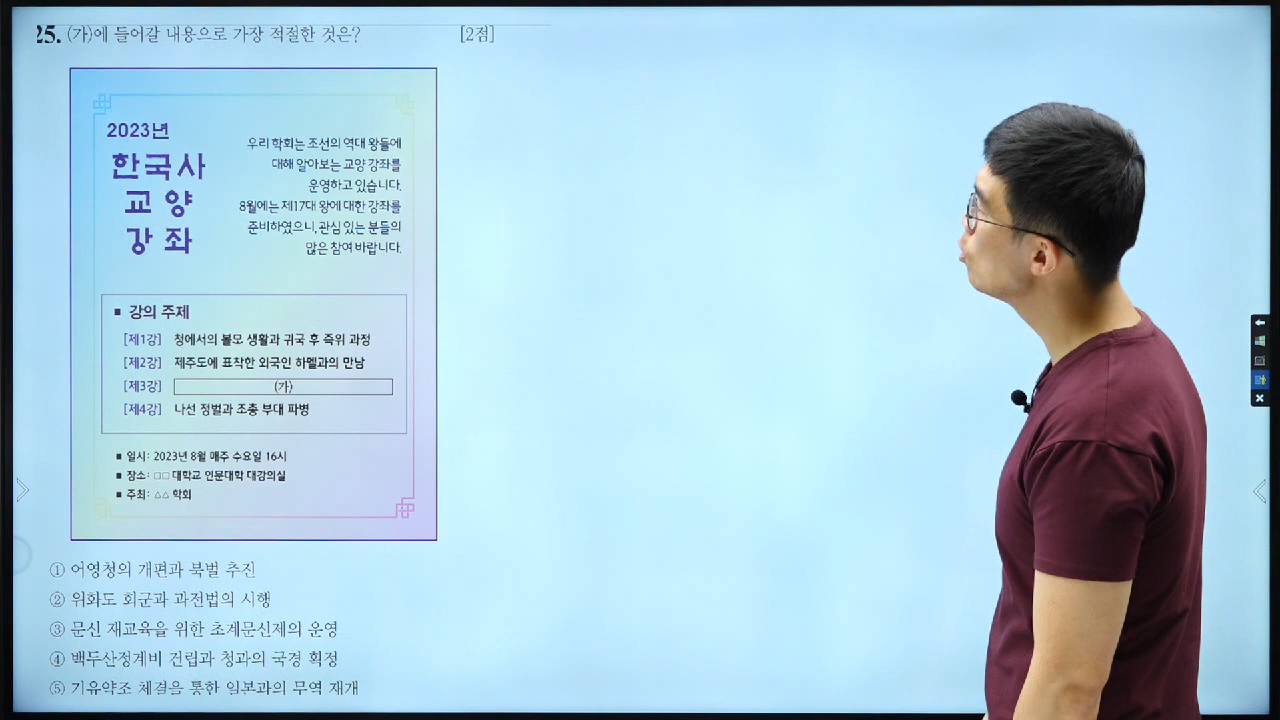 25. (가)에 들어갈 내용으로 가장 적절한 것은? [2점]
2023년
한국사
교양
강좌
우리 학회는 조선의 역대 왕들에
대해 알아보는 교양 강좌를
운영하고 있습니다.
8월에는 제17대 왕에 대한 강좌를
준비하였으니, 관심 있는 분들의
많은 참여 바랍니다.
■ 강의 주제
[제1강] 청에서의 볼모 생활과 귀국 후 즉위 과정
[제2강] 제주도에 표착한 외국인 하멜과의 만남
[제3강] (가)
[제4강] 나선 정벌과 조총 부대 파병
■ 일시: 2023년 8월 매주 수요일 16시
■ 장소: □□대학교 인문대학 대강의실
■ 주최: △△학회
① 어영청의 개편과 북벌 추진
② 위화도 회군과 과전법의 시행
③ 문신 재교육을 위한 초계문신제의 운영
④ 백두산정계비 건립과 청과의 국경 획정
⑤ 기유약조 체결을 통한 일본과의 무역 재개